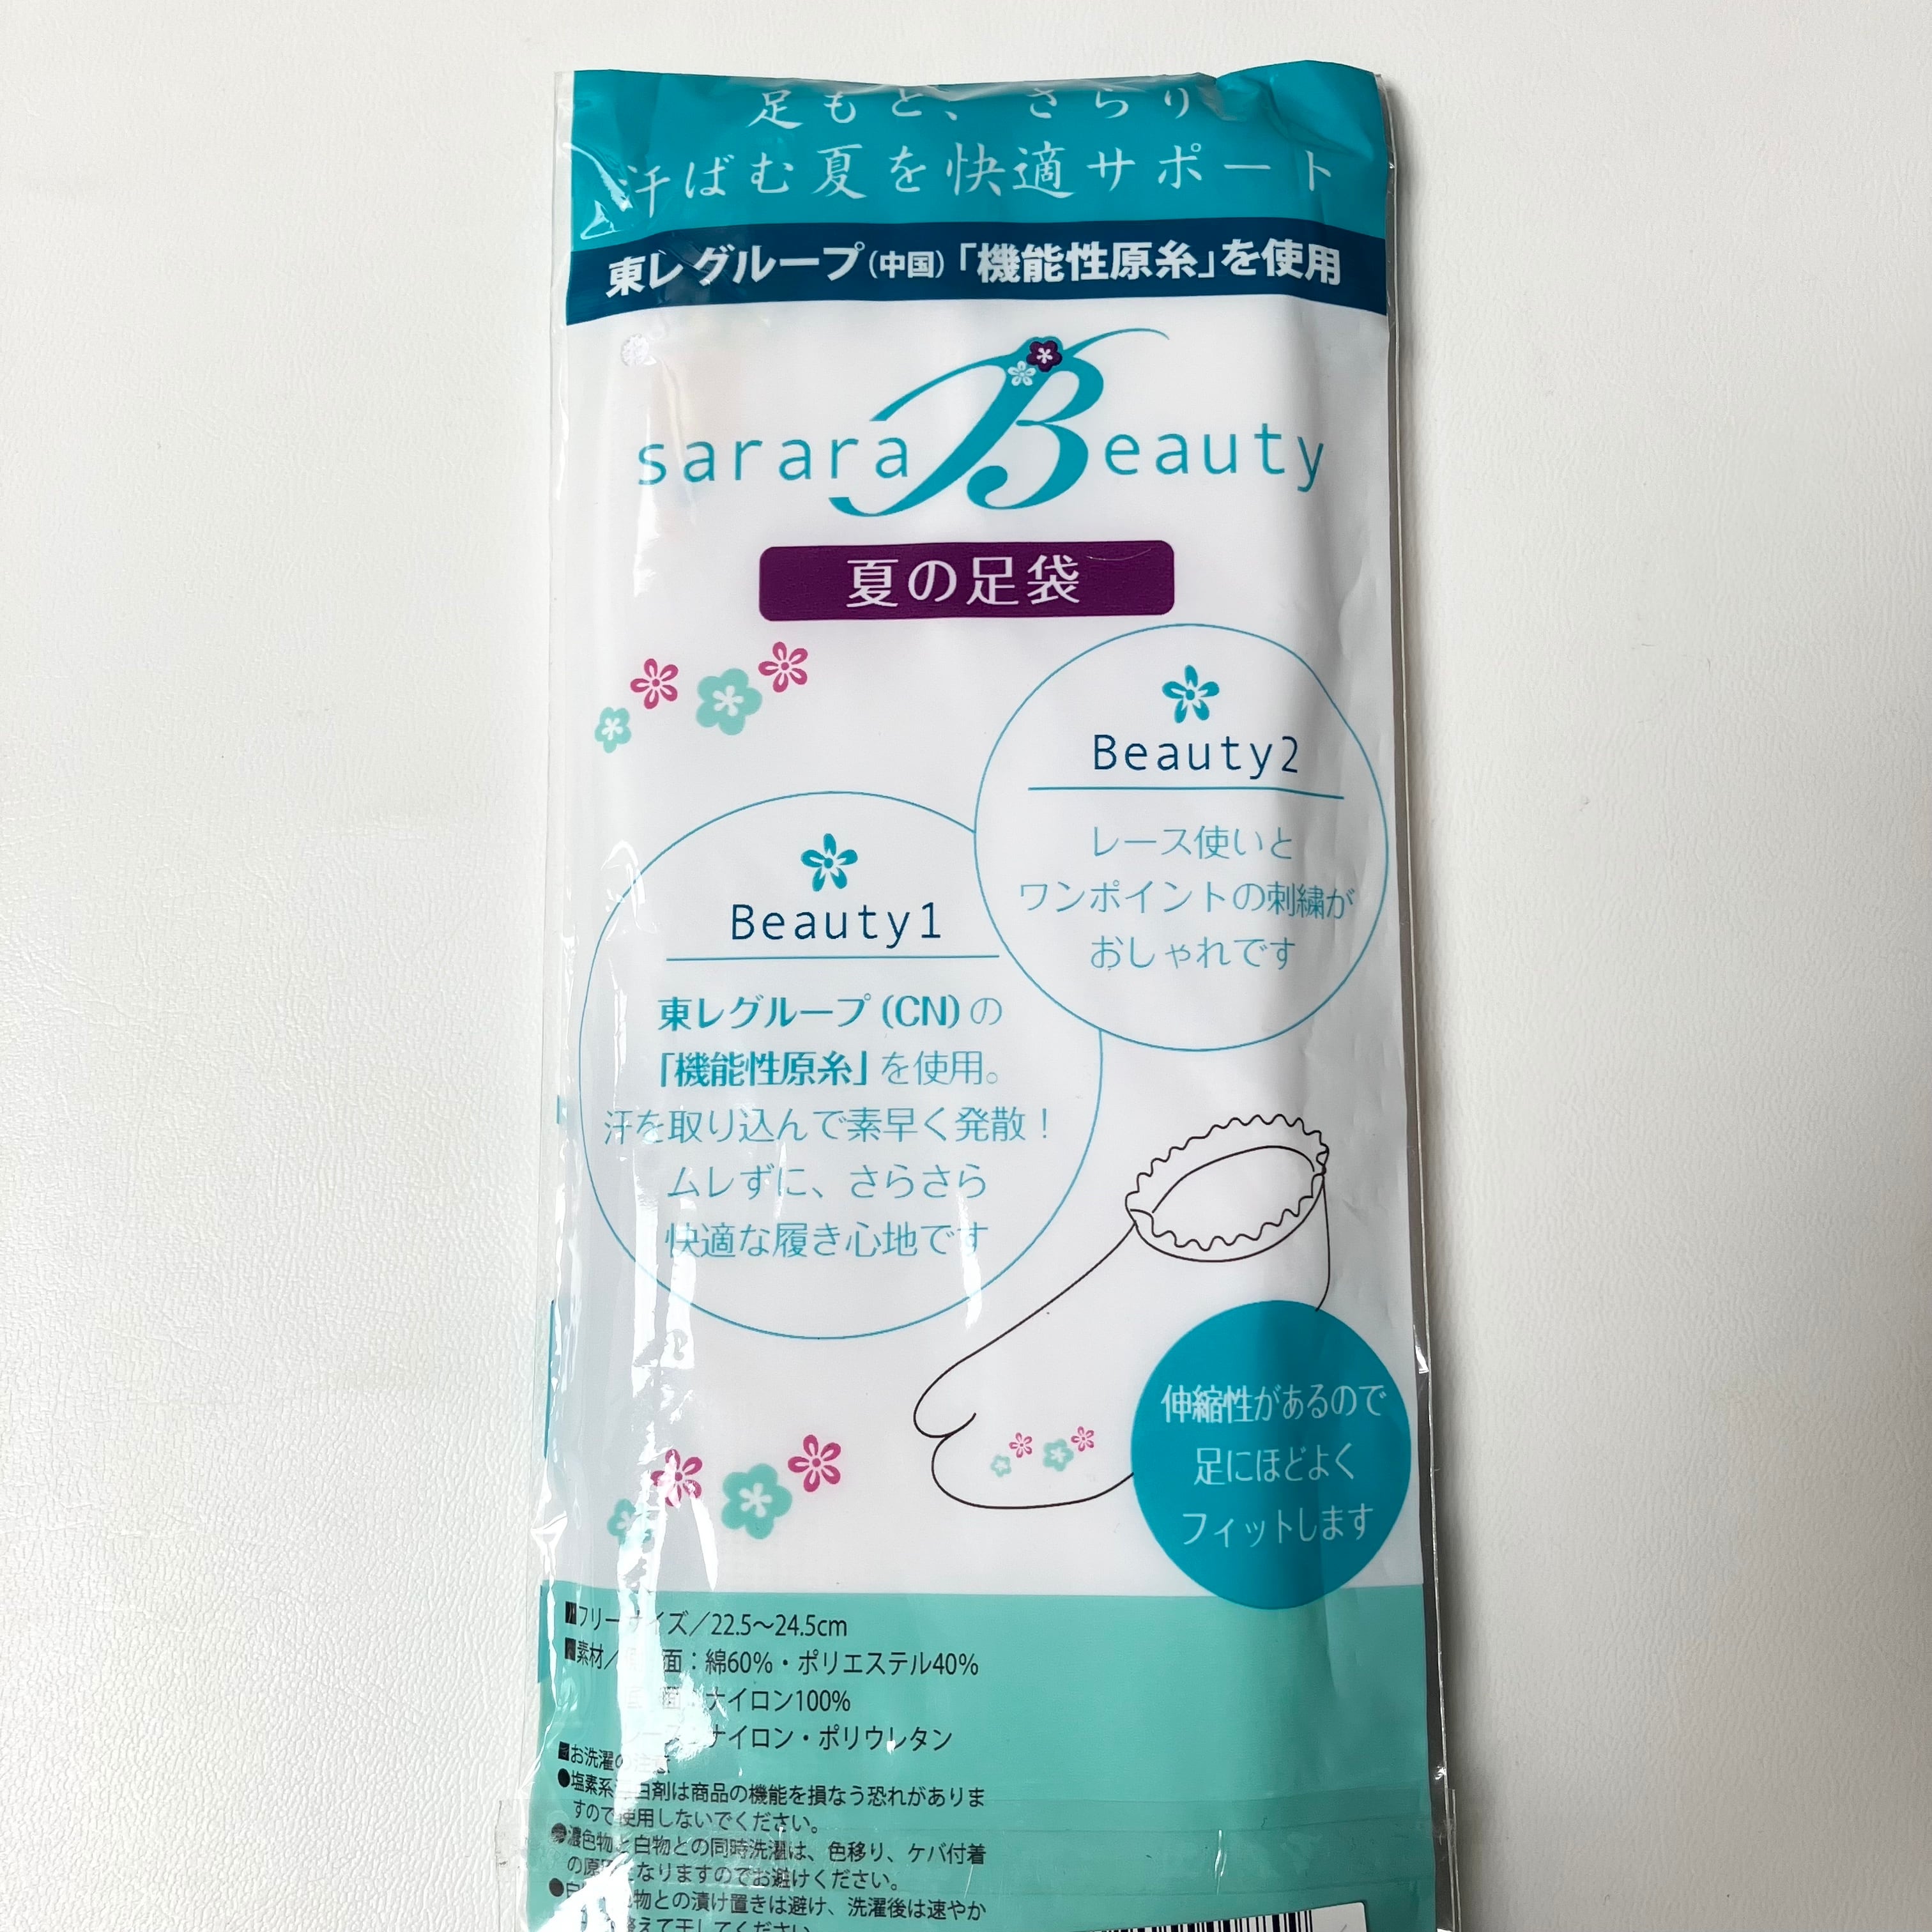 足もと、さらり
汗ばむ夏を快適サポート
東レグループ(中国)「機能性原糸」を使用
sarara Beauty
夏の足袋
Beauty2
レース使いと
ワンポイントの刺繍が
おしゃれです
Beauty1
東レグループ(CN)の
「機能性原糸」を使用。
汗を取り込んで素早く発散！
ムレずに、さらさら
快適な履き心地です
伸縮性があるので
足にほどよく
フィットします
■フリーサイズ／22.5〜24.5cm
■素材／ 面：綿60%・ポリエステル40%
面：ナイロン100%
ナイロン・ポリウレタン
■お洗濯の注意
●塩素系漂白剤は商品の機能を損なう恐れがありま
すので使用しないでください。
●濃色物と白物との同時洗濯は、色移り、ケバ付着
の原因となりますのでお避けください。
● 物との漬け置きは避け、洗濯後は速やか
整えて干してください。